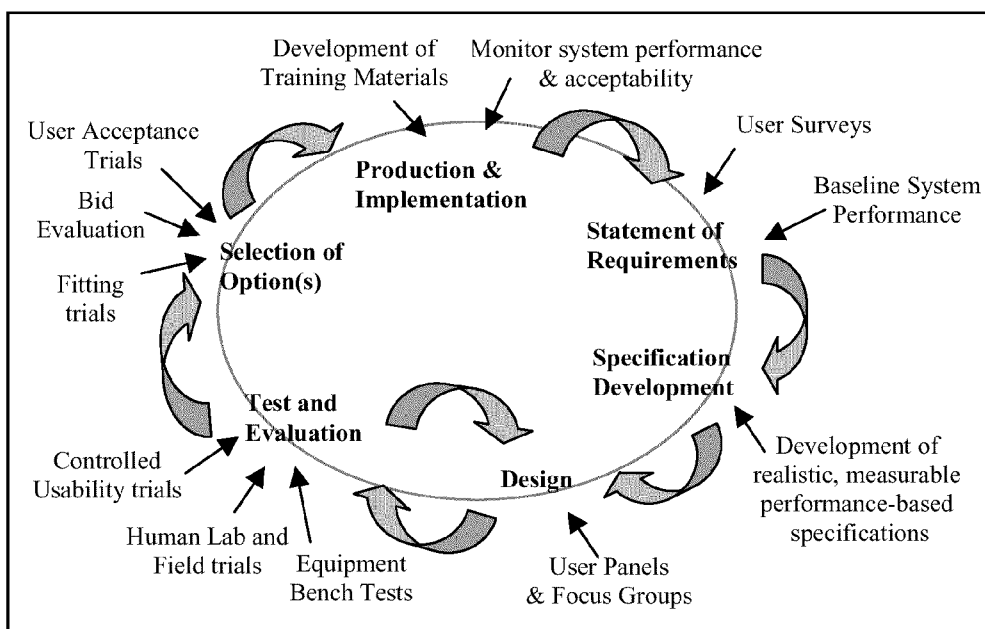 Development of
Training Materials
Monitor system performance
& acceptability
User Acceptance
Trials
User Surveys
Bid
Evaluation
Production &
Implementation
Baseline System
Performance
Statement of
Requirements
Selection of
Option(s)
Fitting
trials
Specification
Development
Test and
Evaluation
Design
Controlled
Usability trials
Development of
realistic, measurable
performance-based
specifications
Human Lab and
Field trials
Equipment
Bench Tests
User Panels
& Focus Groups